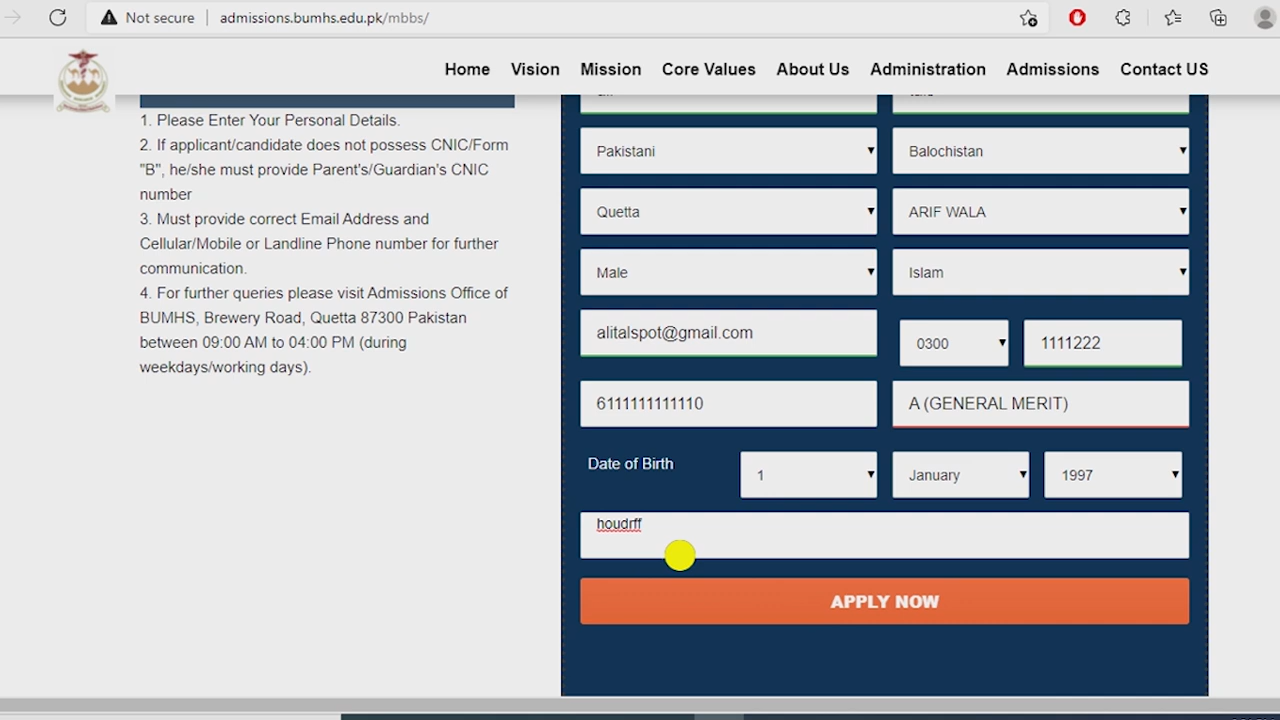 Not secure
admissions.bumhs.edu.pk/mbbs/
Home Vision Mission Core Values About Us Administration Admissions Contact US
1. Please Enter Your Personal Details.
2. If applicant/candidate does not possess CNIC/Form
"B", he/she must provide Parent's/Guardian's CNIC
number
3. Must provide correct Email Address and
Cellular/Mobile or Landline Phone number for further
communication.
4. For further queries please visit Admissions Office of
BUMHS, Brewery Road, Quetta 87300 Pakistan
between 09:00 AM to 04:00 PM (during
weekdays/working days).
Pakistani Balochistan
Quetta ARIF WALA
Male Islam
alitalspot@gmail.com 0300 1111222
6111111111110 A (GENERAL MERIT)
Date of Birth 1 January 1997
houdrff
APPLY NOW